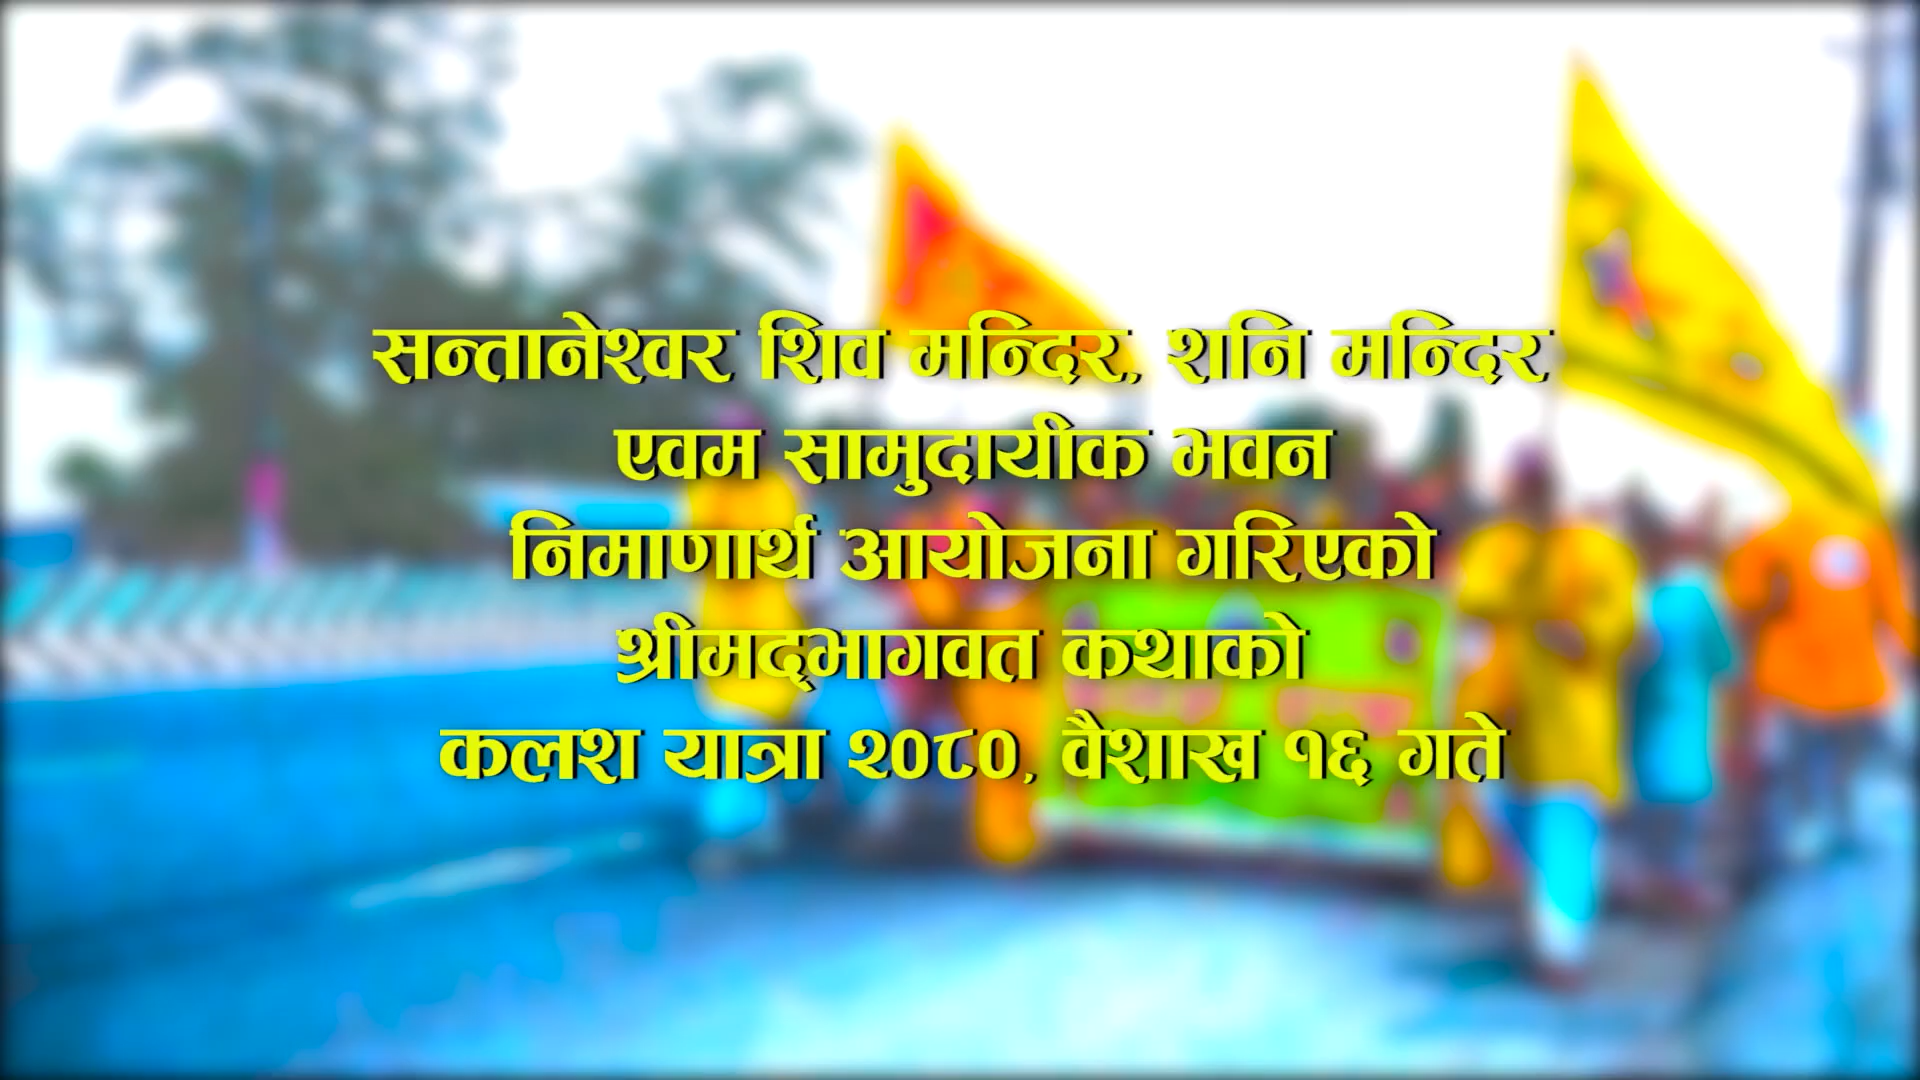 सन्तानेश्वर शिव मन्दिर, शनि मन्दिर
एवम सामुदायीक भवन
निमाणार्थ आयोजना गरिएको
श्रीमद्भागवत कथाको
कलश यात्रा २०८०, वैशाख १६ गते